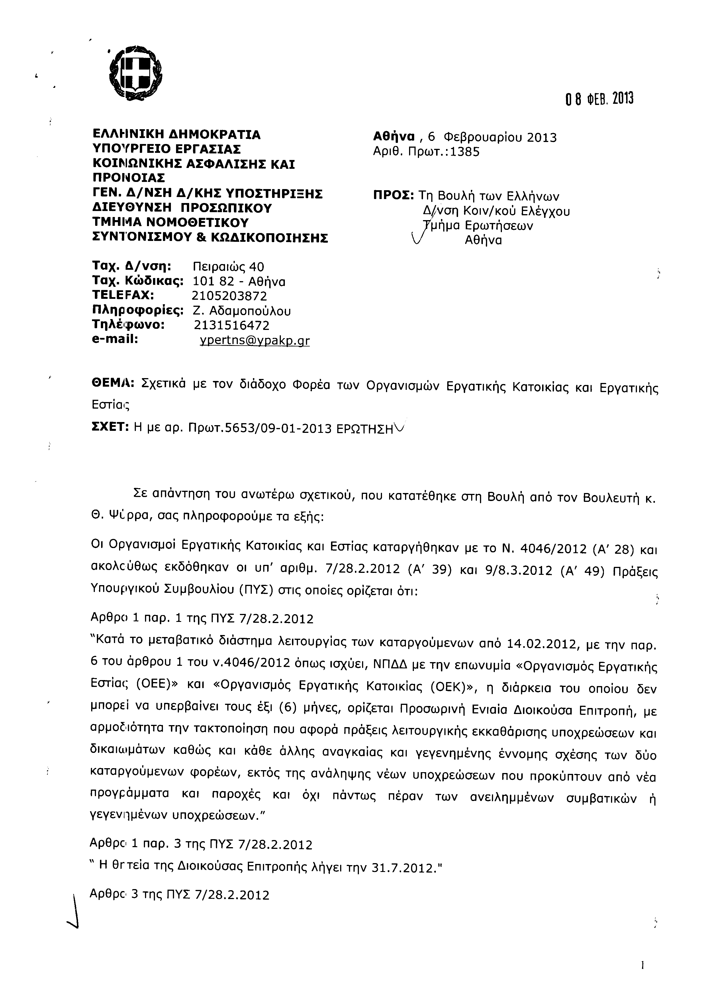 08 ΦΕΒ. 2013
ΕΛΛΗΝΙΚΗ ΔΗΜΟΚΡΑΤΙΑ
ΥΠΟΥΡΓΕΙΟ ΕΡΓΑΣΙΑΣ
ΚΟΙΝΩΝΙΚΗΣ ΑΣΦΑΛΙΣΗΣ ΚΑΙ
ΠΡΟΝΟΙΑΣ
ΓΕΝ. Δ/ΝΣΗ Δ/ΚΗΣ ΥΠΟΣΤΗΡΙΞΗΣ
ΔΙΕΥΘΥΝΣΗ ΠΡΟΣΩΠΙΚΟΥ
ΤΜΗΜΑ ΝΟΜΟΘΕΤΙΚΟΥ
ΣΥΝΤΟΝΙΣΜΟΥ & ΚΩΔΙΚΟΠΟΙΗΣΗΣ
Αθήνα , 6 Φεβρουαρίου 2013
Αριθ. Πρωτ.:1385
ΠΡΟΣ: Τη Βουλή των Ελλήνων
Δ/νση Κοιν/κού Ελέγχου
Τμήμα Ερωτήσεων
Αθήνα
Ταχ. Δ/νση: Πειραιώς 40
Ταχ. Κώδικας: 101 82 - Αθήνα
TELEFAX: 2105203872
Πληροφορίες: Ζ. Αδαμοπούλου
Τηλέφωνο: 2131516472
e-mail: ypertns@ypakp.gr
ΘΕΜΑ: Σχετικά με τον διάδοχο Φορέα των Οργανισμών Εργατικής Κατοικίας και Εργατικής
Εστίας
ΣΧΕΤ: Η με αρ. Πρωτ.5653/09-01-2013 ΕΡΩΤΗΣΗ
Σε απάντηση του ανωτέρω σχετικού, που κατατέθηκε στη Βουλή από τον Βουλευτή κ.
Θ. Ψύρρα, σας πληροφορούμε τα εξής:
Οι Οργανισμοί Εργατικής Κατοικίας και Εστίας καταργήθηκαν με το Ν. 4046/2012 (Α' 28) και
ακολούθως εκδόθηκαν οι υπ' αριθμ. 7/28.2.2012 (Α' 39) και 9/8.3.2012 (Α' 49) Πράξεις
Υπουργικού Συμβουλίου (ΠΥΣ) στις οποίες ορίζεται ότι:
Αρθρο 1 παρ. 1 της ΠΥΣ 7/28.2.2012
"Κατά το μεταβατικό διάστημα λειτουργίας των καταργούμενων από 14.02.2012, με την παρ.
6 του άρθρου 1 του ν.4046/2012 όπως ισχύει, ΝΠΔΔ με την επωνυμία «Οργανισμός Εργατικής
Εστίας (ΟΕΕ)» και «Οργανισμός Εργατικής Κατοικίας (ΟΕΚ)», η διάρκεια του οποίου δεν
μπορεί να υπερβαίνει τους έξι (6) μήνες, ορίζεται Προσωρινή Ενιαία Διοικούσα Επιτροπή, με
αρμοδιότητα την τακτοποίηση που αφορά πράξεις λειτουργικής εκκαθάρισης υποχρεώσεων και
δικαιωμάτων καθώς και κάθε άλλης αναγκαίας και γεγενημένης έννομης σχέσης των δύο
καταργούμενων φορέων, εκτός της ανάληψης νέων υποχρεώσεων που προκύπτουν από νέα
προγράμματα και παροχές και όχι πάντως πέραν των ανειλημμένων συμβατικών ή
γεγενημένων υποχρεώσεων."
Αρθρο 1 παρ. 3 της ΠΥΣ 7/28.2.2012
" Η θητεία της Διοικούσας Επιτροπής λήγει την 31.7.2012."
Αρθρο 3 της ΠΥΣ 7/28.2.2012
1